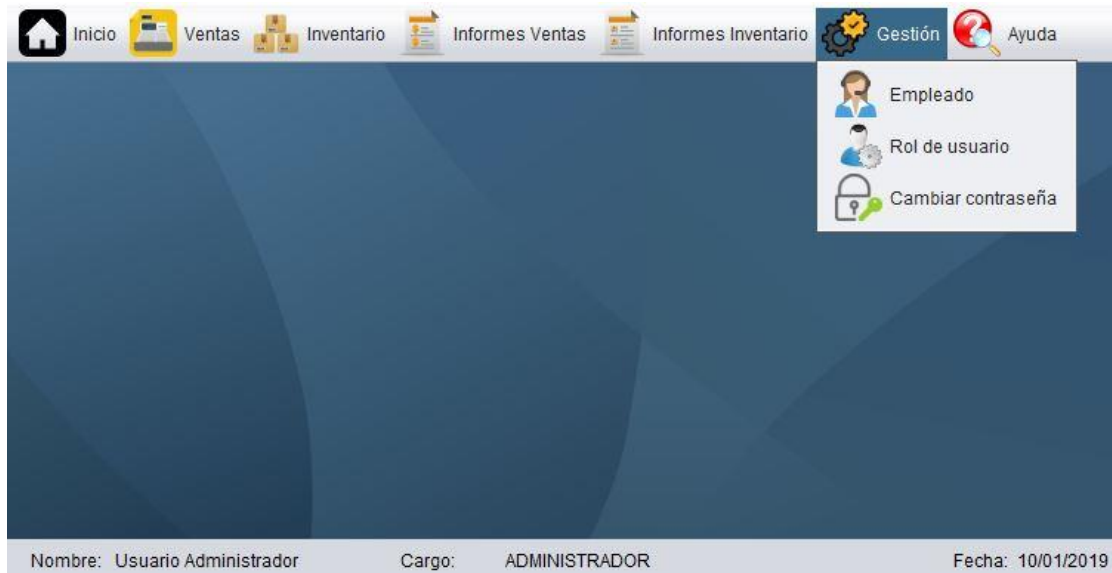 Inicio Ventas Inventario Informes Ventas Informes Inventario Gestión Ayuda
Empleado
Rol de usuario
Cambiar contraseña
Nombre: Usuario Administrador Cargo: ADMINISTRADOR Fecha: 10/01/2019